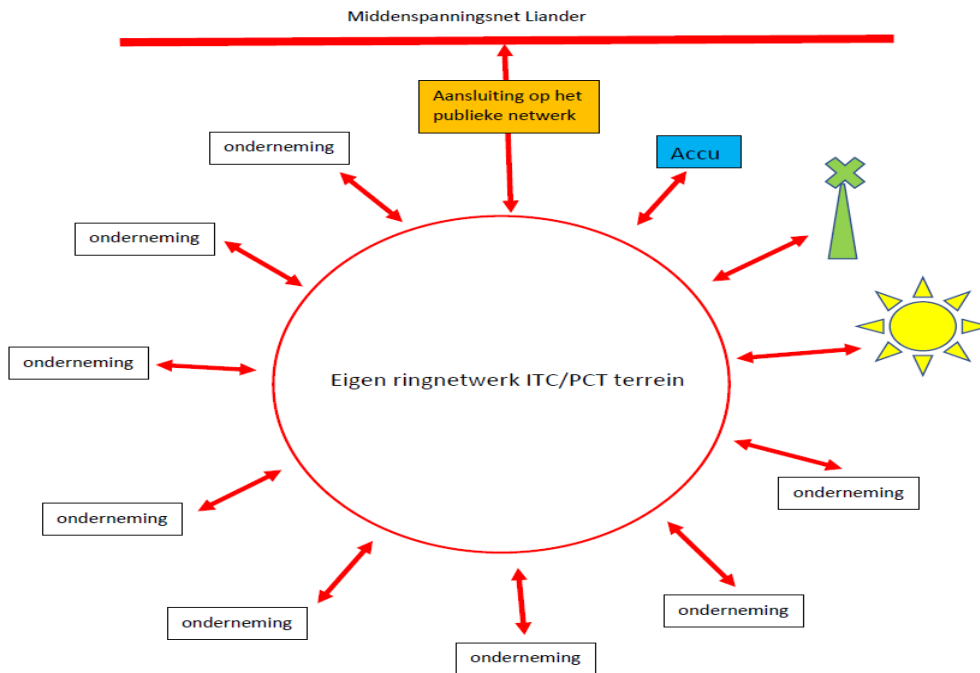 Middenspanningsnet Liander
Aansluiting op het
publieke netwerk
onderneming
Accu
onderneming
onderneming
Eigen ringnetwerk ITC/PCT terrein
onderneming
onderneming
onderneming
onderneming
onderneming